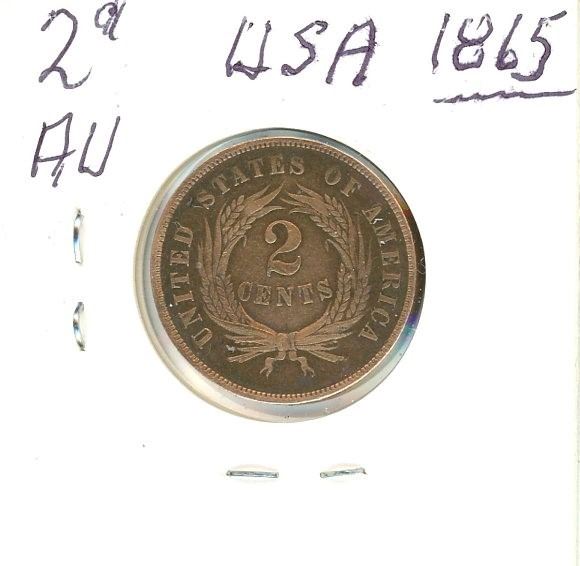 2¢ USA 1865
AU
UNITED STATES OF AMERICA
2
CENTS